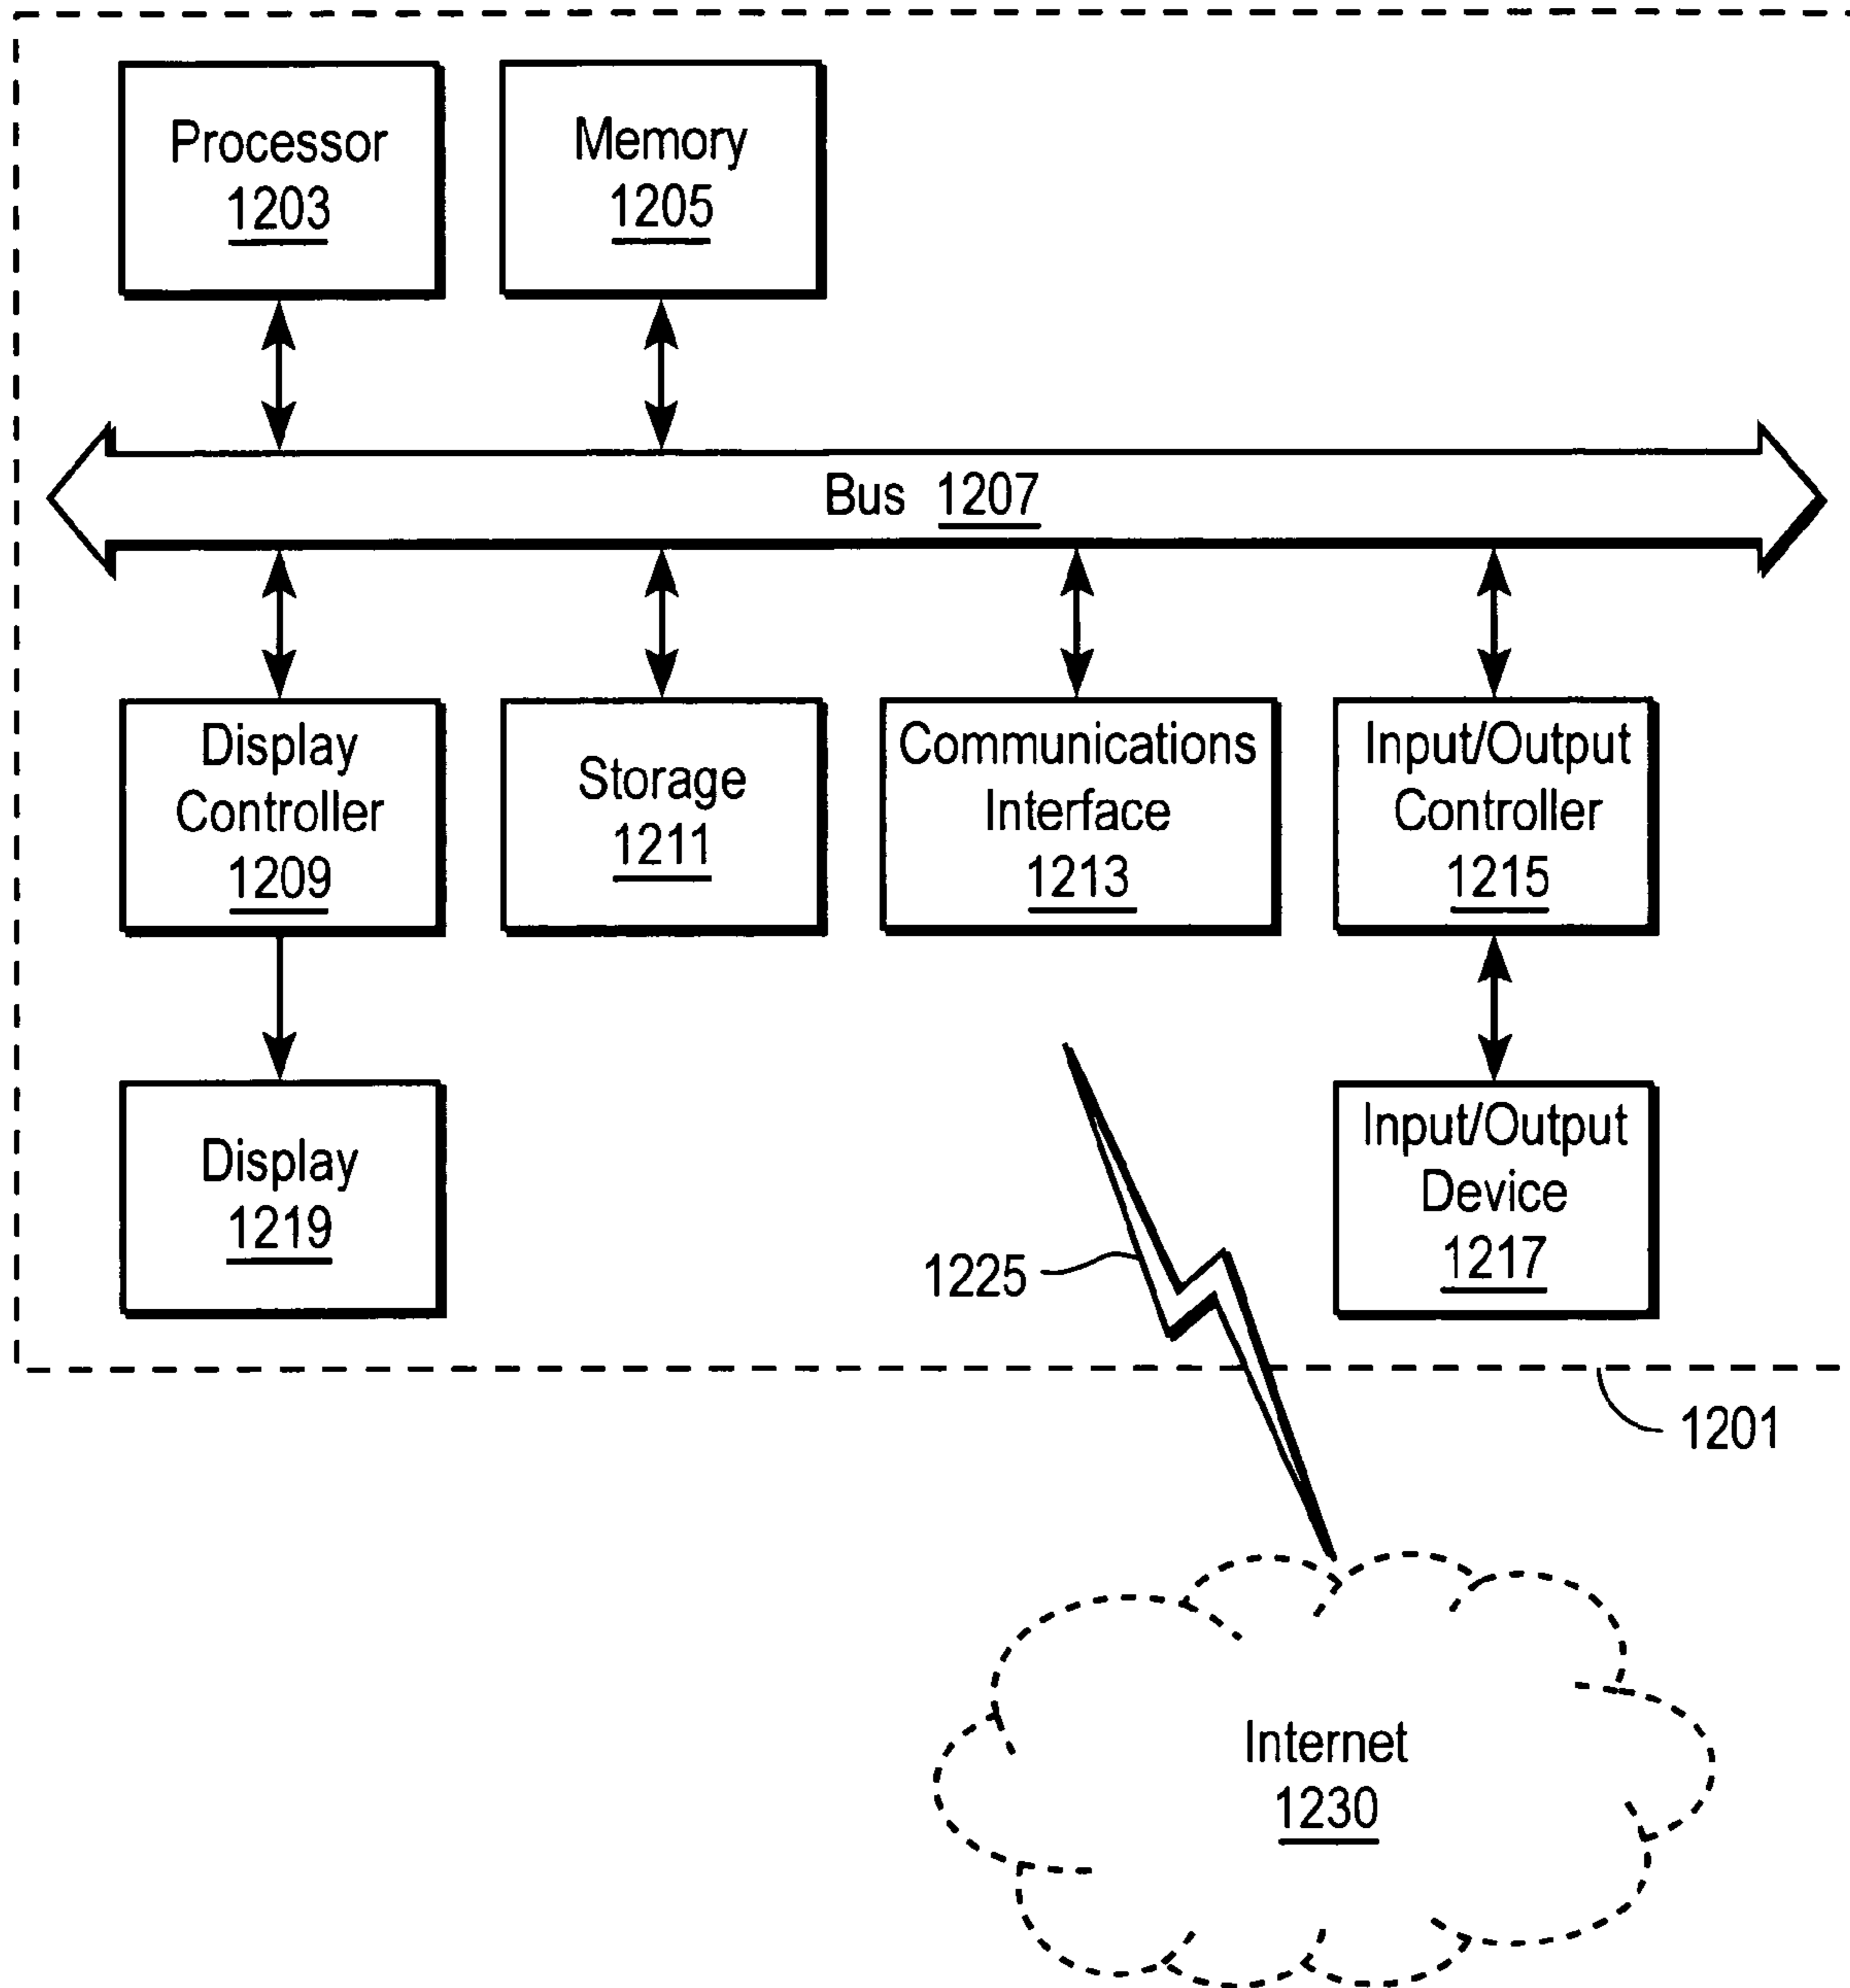 Processor
1203
Memory
1205
Bus 1207
Display
Controller
1209
Storage
1211
Communications
Interface
1213
Input/Output
Controller
1215
Display
1219
Input/Output
Device
1217
1225
1201
Internet
1230